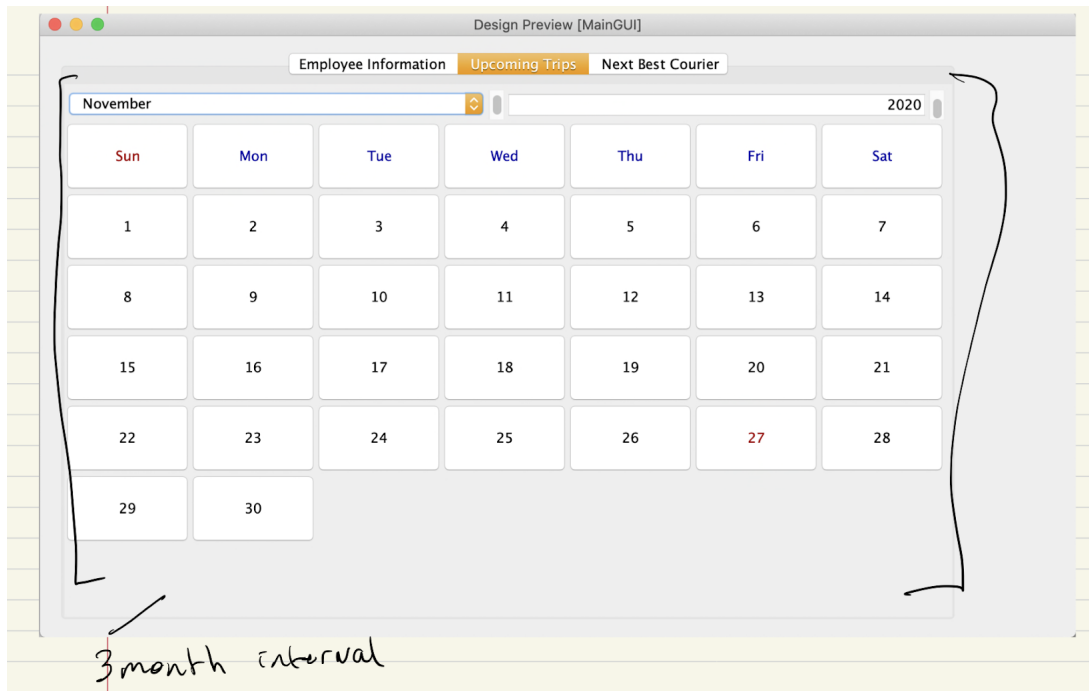 Design Preview [MainGUI]
Employee Information Upcoming Trips Next Best Courier
November 2020
Sun Mon Tue Wed Thu Fri Sat
1 2 3 4 5 6 7
8 9 10 11 12 13 14
15 16 17 18 19 20 21
22 23 24 25 26 27 28
29 30
3 month interval